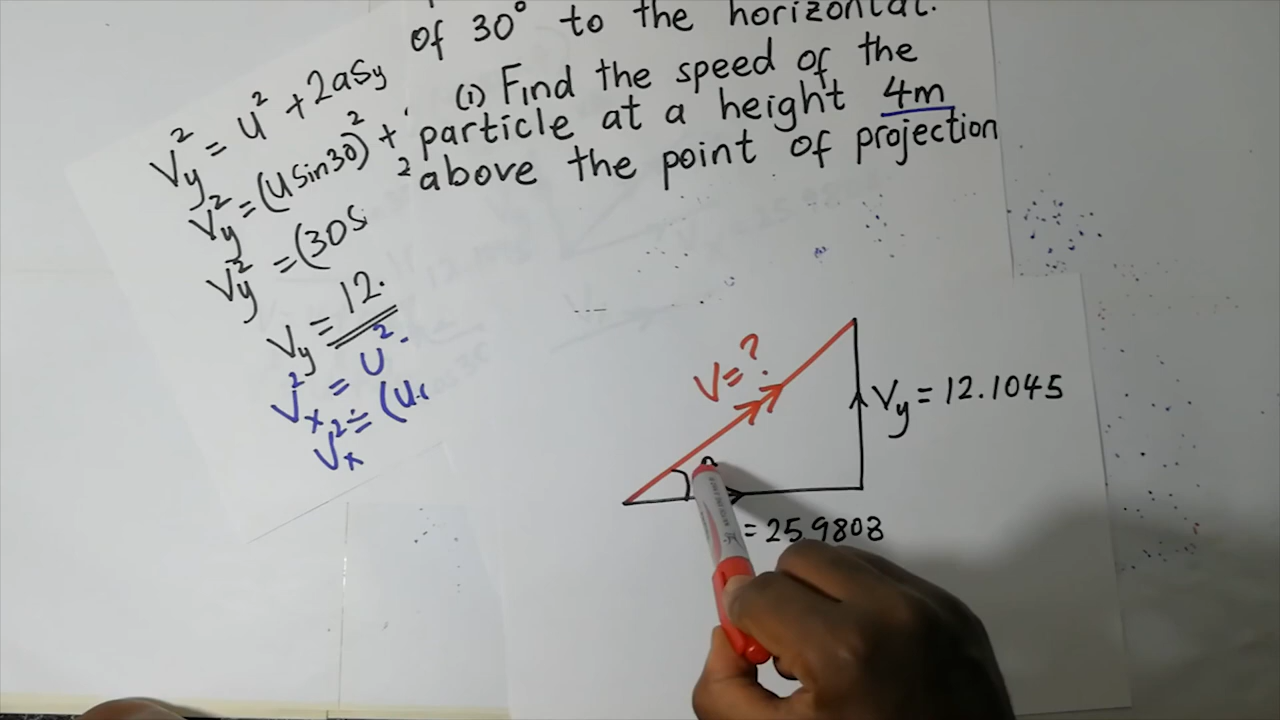 of 30° to the horizontal.
(i) Find the speed of the
particle at a height 4m
above the point of projection
Vy² = U² + 2aSy
Vy² = (U Sin30)² +
2
Vy² = (30S
Vy = 12.
Vx² = U²
Vx² = (U
Vx
V = ?
Vy = 12.1045
= 25.9808